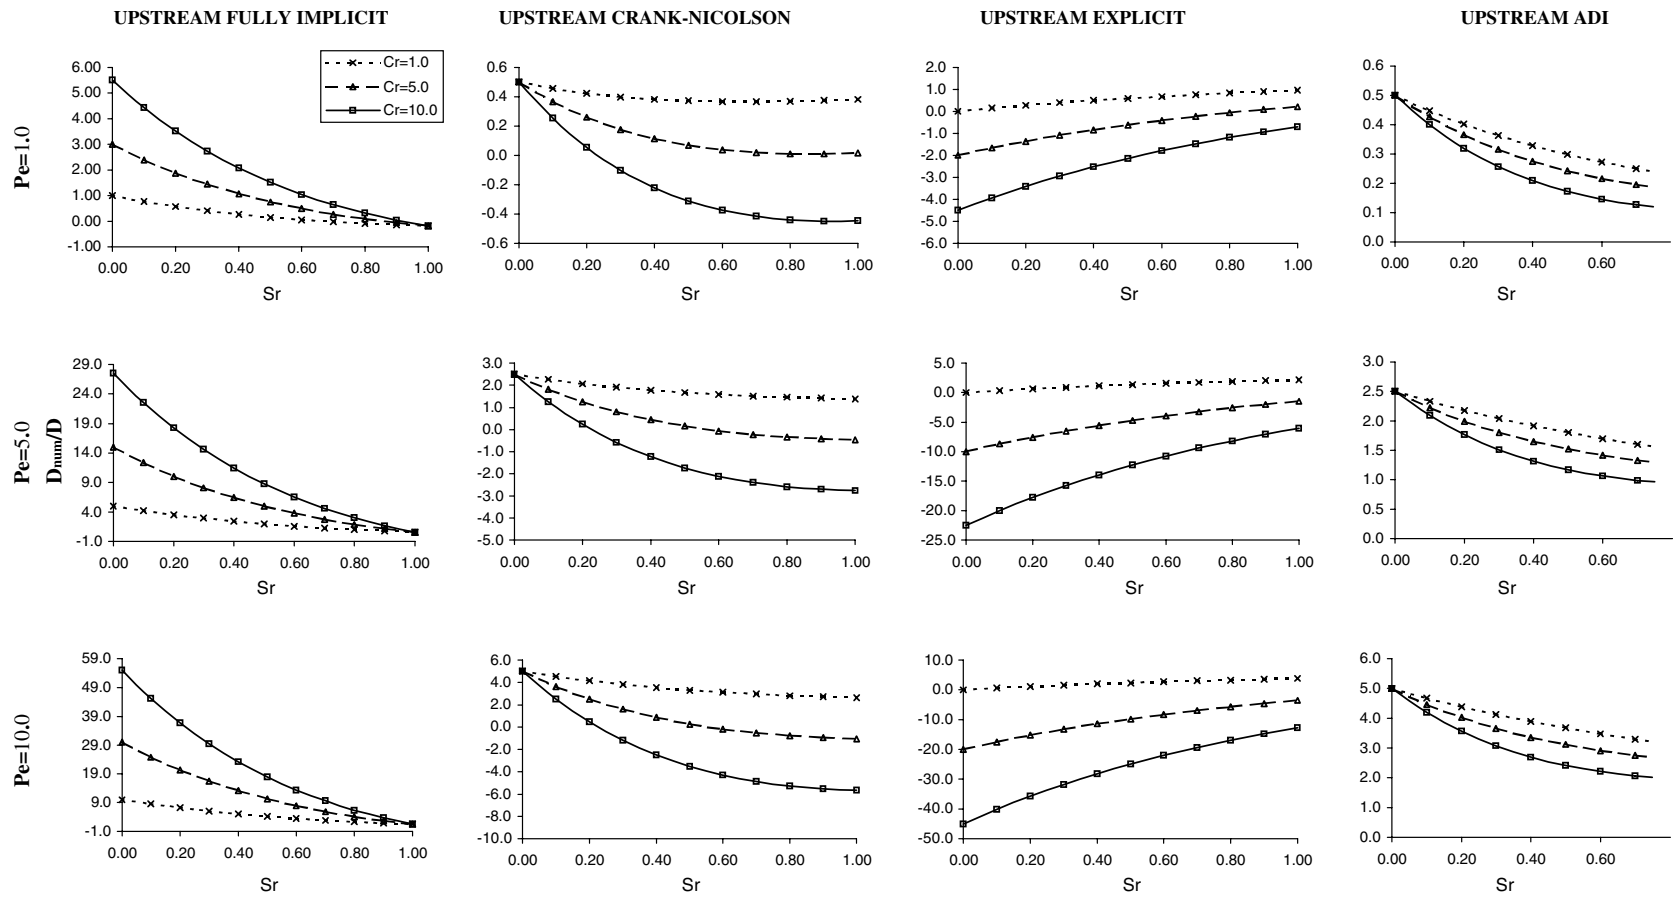 UPSTREAM FULLY IMPLICIT
UPSTREAM CRANK-NICOLSON
UPSTREAM EXPLICIT
UPSTREAM ADI
Pe=1.0
6.00
5.00
4.00
3.00
2.00
1.00
0.00
-1.00
0.00 0.20 0.40 0.60 0.80 1.00
Sr
Cr=1.0
Cr=5.0
Cr=10.0
0.6
0.4
0.2
0.0
-0.2
-0.4
-0.6
0.00 0.20 0.40 0.60 0.80 1.00
Sr
2.0
1.0
0.0
-1.0
-2.0
-3.0
-4.0
-5.0
-6.0
0.00 0.20 0.40 0.60 0.80 1.00
Sr
0.6
0.5
0.4
0.3
0.2
0.1
0.0
0.00 0.20 0.40 0.60
Sr
Pe=5.0
Dnum/D
29.0
24.0
19.0
14.0
9.0
4.0
-1.0
0.00 0.20 0.40 0.60 0.80 1.00
Sr
3.0
2.0
1.0
0.0
-1.0
-2.0
-3.0
-4.0
-5.0
0.00 0.20 0.40 0.60 0.80 1.00
Sr
5.0
0.0
-5.0
-10.0
-15.0
-20.0
-25.0
0.00 0.20 0.40 0.60 0.80 1.00
Sr
3.0
2.5
2.0
1.5
1.0
0.5
0.0
0.00 0.20 0.40 0.60
Sr
Pe=10.0
59.0
49.0
39.0
29.0
19.0
9.0
-1.0
0.00 0.20 0.40 0.60 0.80 1.00
Sr
6.0
4.0
2.0
0.0
-2.0
-4.0
-6.0
-8.0
-10.0
0.00 0.20 0.40 0.60 0.80 1.00
Sr
10.0
0.0
-10.0
-20.0
-30.0
-40.0
-50.0
0.00 0.20 0.40 0.60 0.80 1.00
Sr
6.0
5.0
4.0
3.0
2.0
1.0
0.0
0.00 0.20 0.40 0.60
Sr